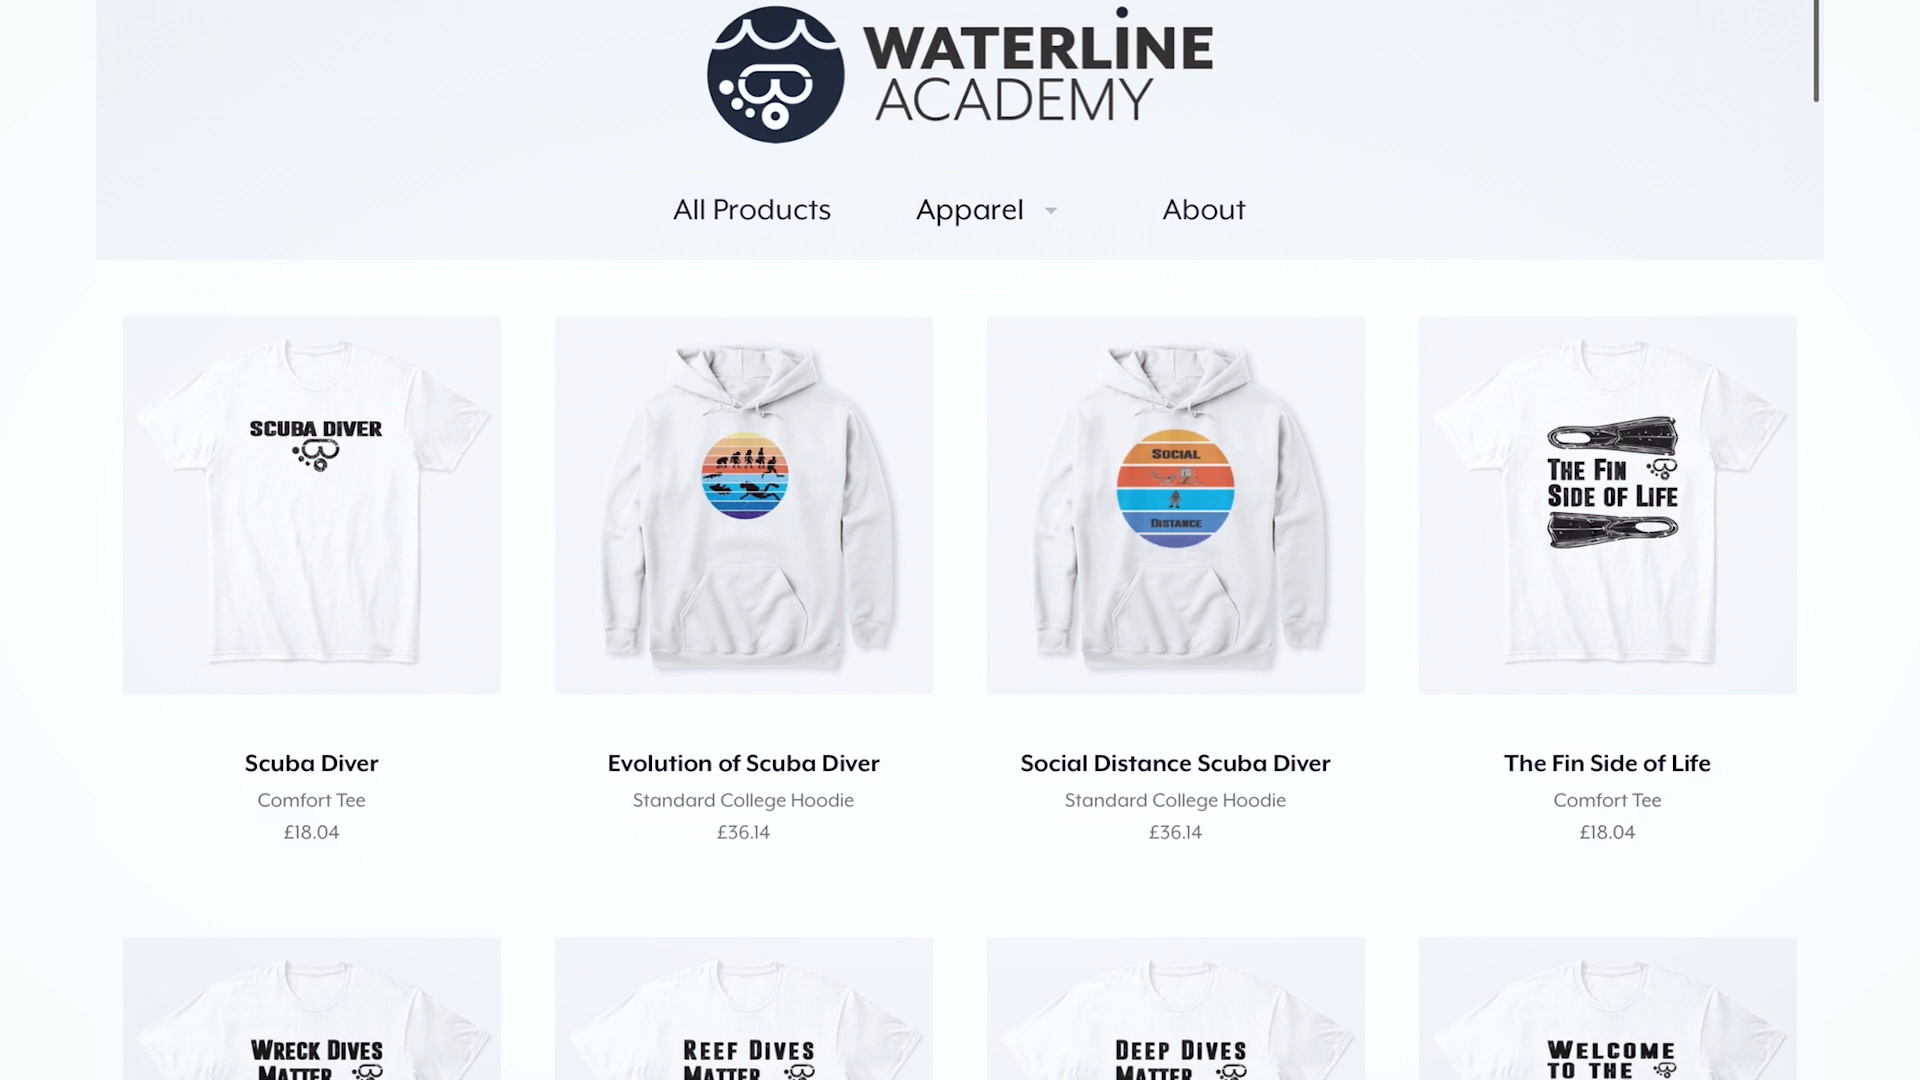 WATERLINE
ACADEMY
All Products
Apparel
About
SCUBA DIVER
SOCIAL
DISTANCE
THE FIN
SIDE OF LIFE
Scuba Diver
Evolution of Scuba Diver
Social Distance Scuba Diver
The Fin Side of Life
Comfort Tee
Standard College Hoodie
Standard College Hoodie
Comfort Tee
£18.04
£36.14
£36.14
£18.04
WRECK DIVES
MATTER
REEF DIVES
MATTER
DEEP DIVES
MATTER
WELCOME
TO THE